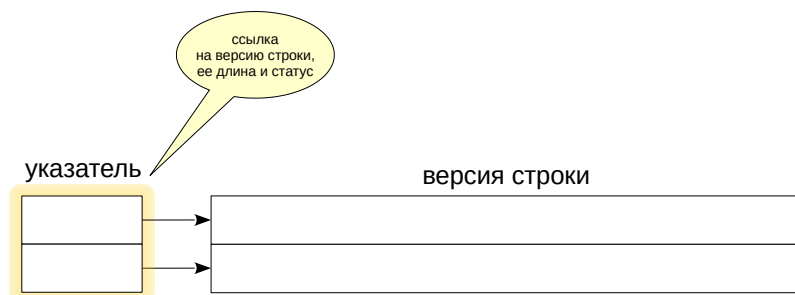 ссылка
на версию строки,
ее длина и статус
указатель
версия строки